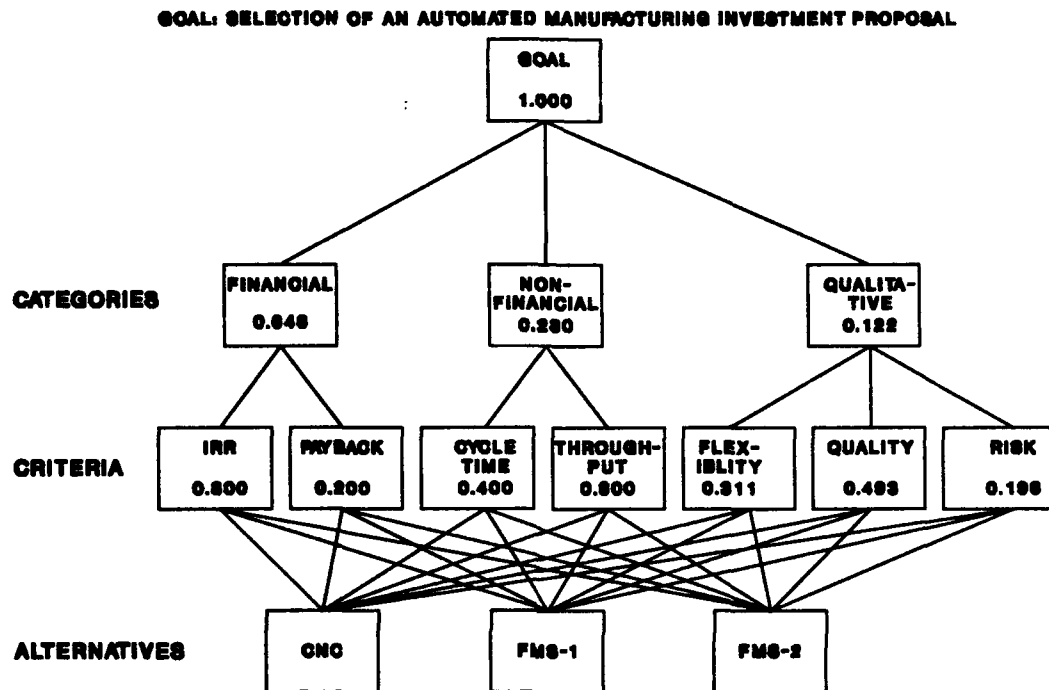 GOAL: SELECTION OF AN AUTOMATED MANUFACTURING INVESTMENT PROPOSAL
GOAL
1.000
CATEGORIES
FINANCIAL
0.648
NON-
FINANCIAL
0.230
QUALITA-
TIVE
0.122
CRITERIA
IRR
0.800
PAYBACK
0.200
CYCLE
TIME
0.400
THROUGH-
PUT
0.600
FLEX-
IBLITY
0.311
QUALITY
0.493
RISK
0.196
ALTERNATIVES
CNC
FMS-1
FMS-2